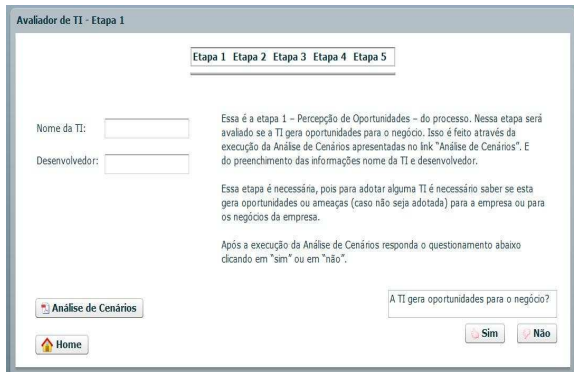 Avaliador de TI - Etapa 1
Etapa 1 Etapa 2 Etapa 3 Etapa 4 Etapa 5
Nome da TI:
Desenvolvedor:
Essa é a etapa 1 – Percepção de Oportunidades – do processo. Nessa etapa será
avaliado se a TI gera oportunidades para o negócio. Isso é feito através da
execução da Análise de Cenários apresentadas no link "Análise de Cenários". E
do preenchimento das informações nome da TI e desenvolvedor.
Essa etapa é necessária, pois para adotar alguma TI é necessário saber se esta
gera oportunidades ou ameaças (caso não seja adotada) para a empresa ou para
os negócios da empresa.
Após a execução da Análise de Cenários responda o questionamento abaixo
clicando em "sim" ou em "não".
A TI gera oportunidades para o negócio?
Análise de Cenários
Sim Não
Home